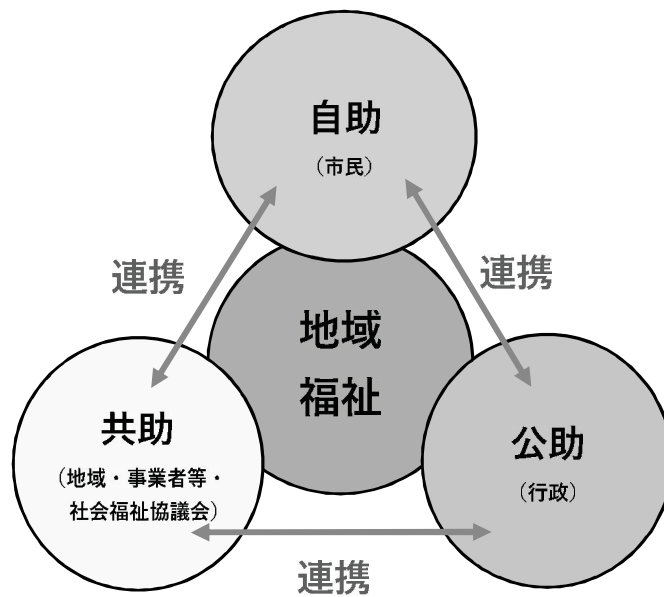 自助
（市民）
連携
連携
地域
福祉
共助
（地域・事業者等・
社会福祉協議会）
公助
（行政）
連携